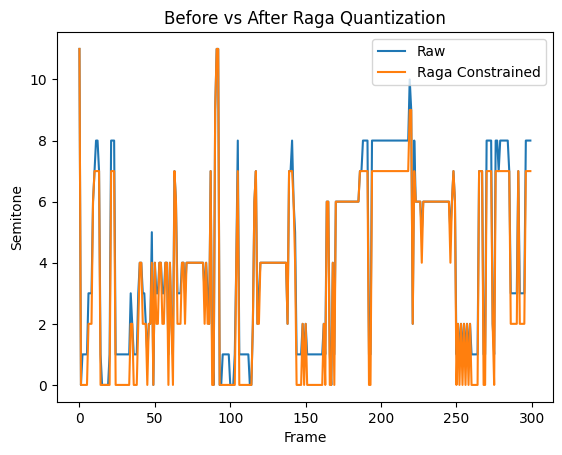 Before vs After Raga Quantization
Raw
Raga Constrained
Semitone
10
8
6
4
2
0
0 50 100 150 200 250 300
Frame